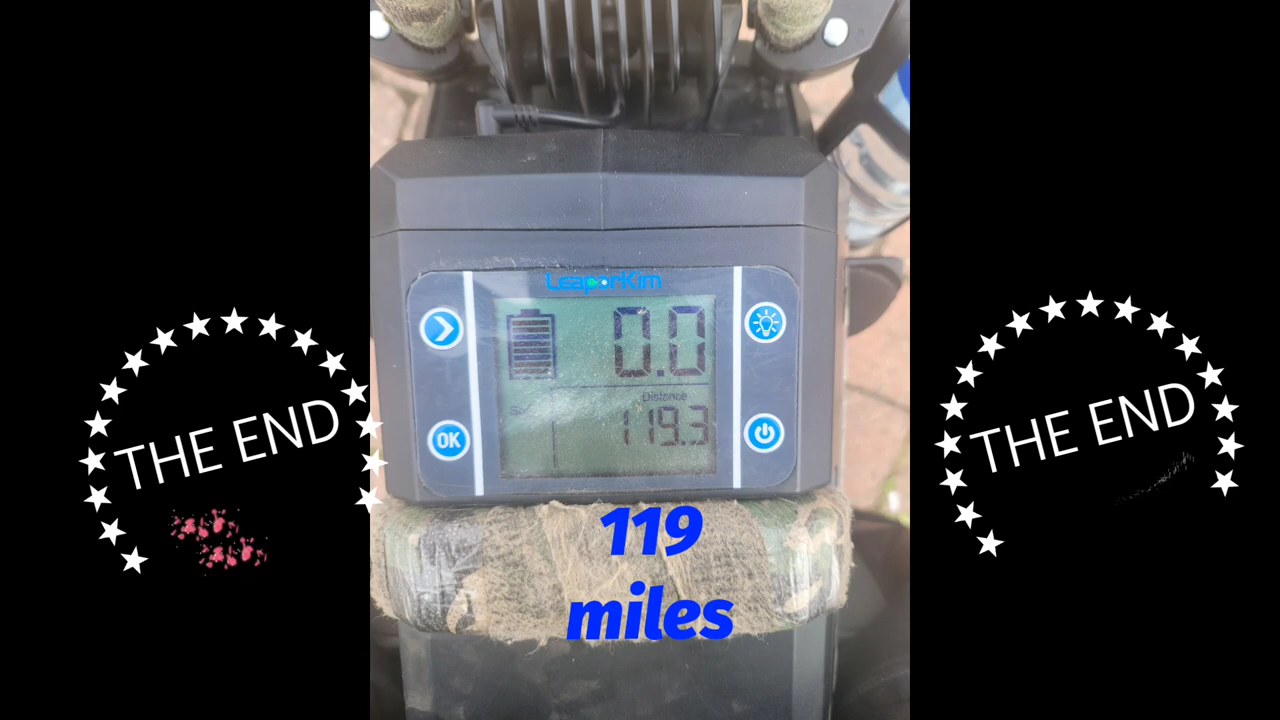 LeaperKim
0.0
Distance
119.3
OK
THE END
THE END
119
miles